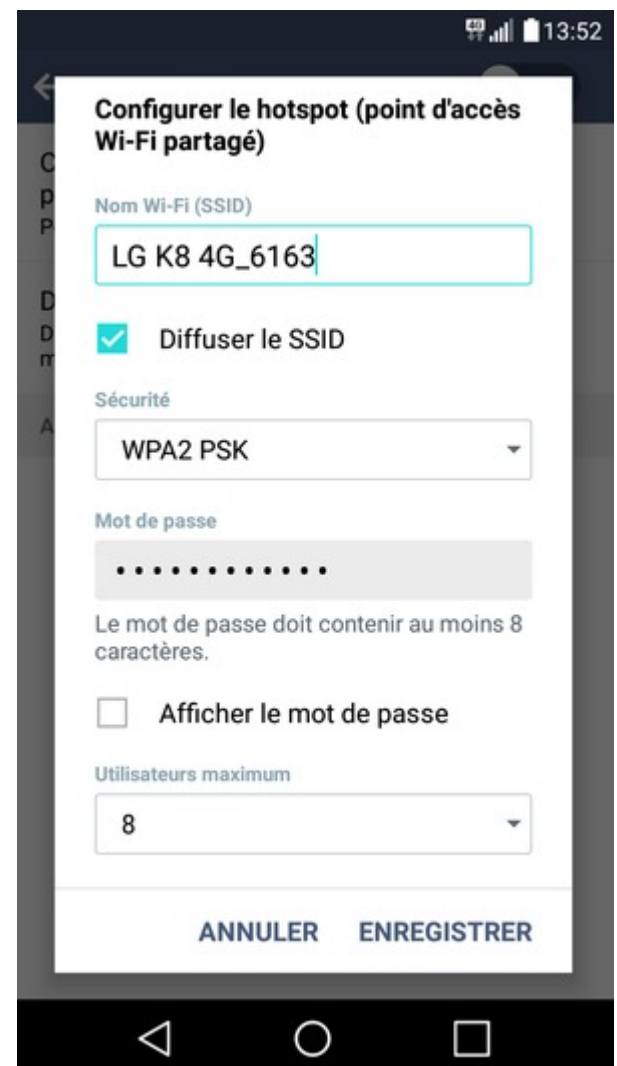 13:52
Configurer le hotspot (point d'accès
Wi-Fi partagé)
Nom Wi-Fi (SSID)
LG K8 4G_6163
Diffuser le SSID
Sécurité
WPA2 PSK
Mot de passe
••••••••••••
Le mot de passe doit contenir au moins 8
caractères.
Afficher le mot de passe
Utilisateurs maximum
8
ANNULER ENREGISTRER